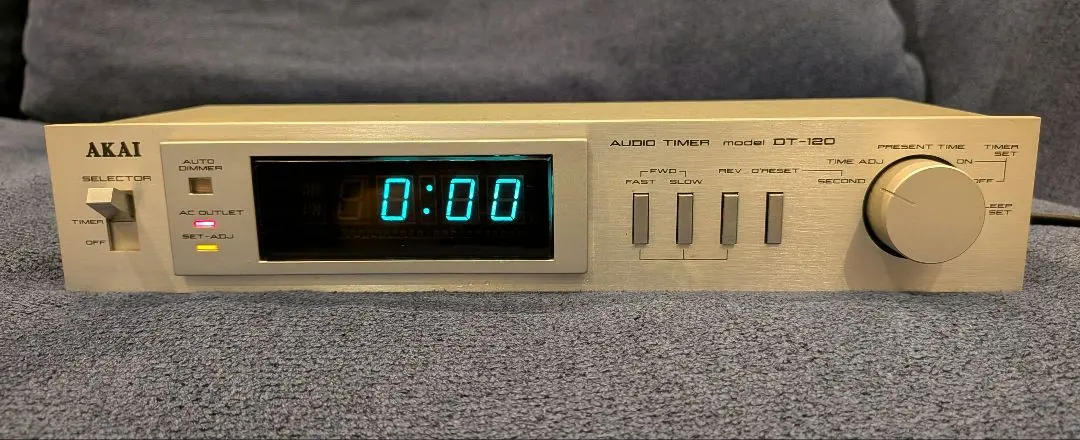 AKAI
SELECTOR
TIMER
OFF
AUTO
DIMMER
AC OUTLET
SET-ADJ
0:00
AUDIO TIMER model DT-120
FWD
FAST SLOW REV 0'RESET
PRESENT TIME
TIME ADJ
SECOND
TIMER
SET
ON
OFF
SET